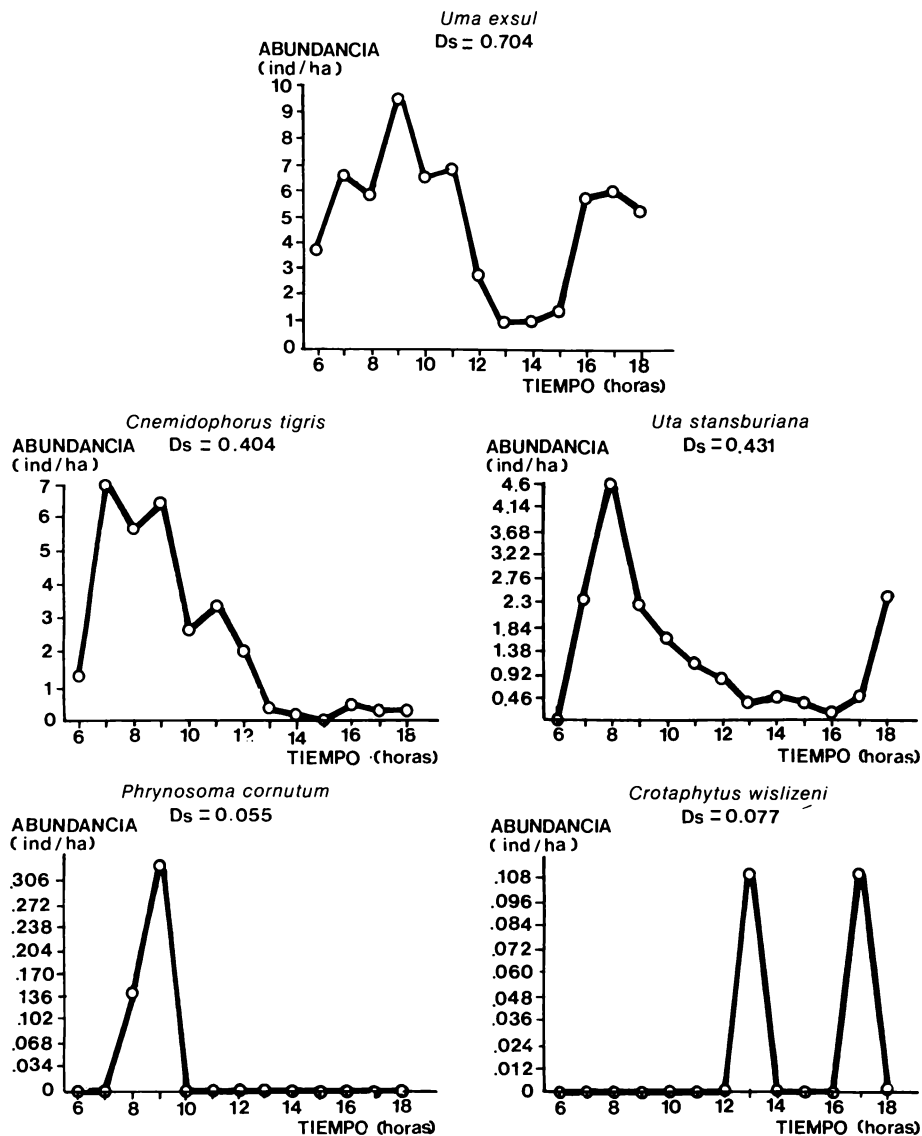 Uma exsul
Ds = 0.704
ABUNDANCIA
(ind/ha)
10
9
8
7
6
5
4
3
2
1
0
6 8 10 12 14 16 18
TIEMPO (horas)
Cnemidophorus tigris
Ds = 0.404
ABUNDANCIA
(ind/ha)
7
6
5
4
3
2
1
0
6 8 10 12 14 16 18
TIEMPO (horas)
Uta stansburiana
Ds = 0.431
ABUNDANCIA
(ind/ha)
4.6
4.14
3.68
3.22
2.76
2.3
1.84
1.38
0.92
0.46
6 8 10 12 14 16 18
TIEMPO (horas)
Phrynosoma cornutum
Ds = 0.055
ABUNDANCIA
(ind/ha)
.306
.272
.238
.204
.170
.136
.102
.068
.034
0
6 8 10 12 14 16 18
TIEMPO (horas)
Crotaphytus wislizeni
Ds = 0.077
ABUNDANCIA
(ind/ha)
.108
.096
.084
.072
.060
.048
.036
.024
0.012
0
6 8 10 12 14 16 18
TIEMPO (horas)